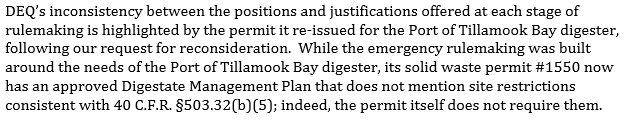 DEQ’s inconsistency between the positions and justifications offered at each stage of
rulemaking is highlighted by the permit it re-issued for the Port of Tillamook Bay digester,
following our request for reconsideration.  While the emergency rulemaking was built
around the needs of the Port of Tillamook Bay digester, its solid waste permit #1550 now
has an approved Digestate Management Plan that does not mention site restrictions
consistent with 40 C.F.R. §503.32(b)(5); indeed, the permit itself does not require them.